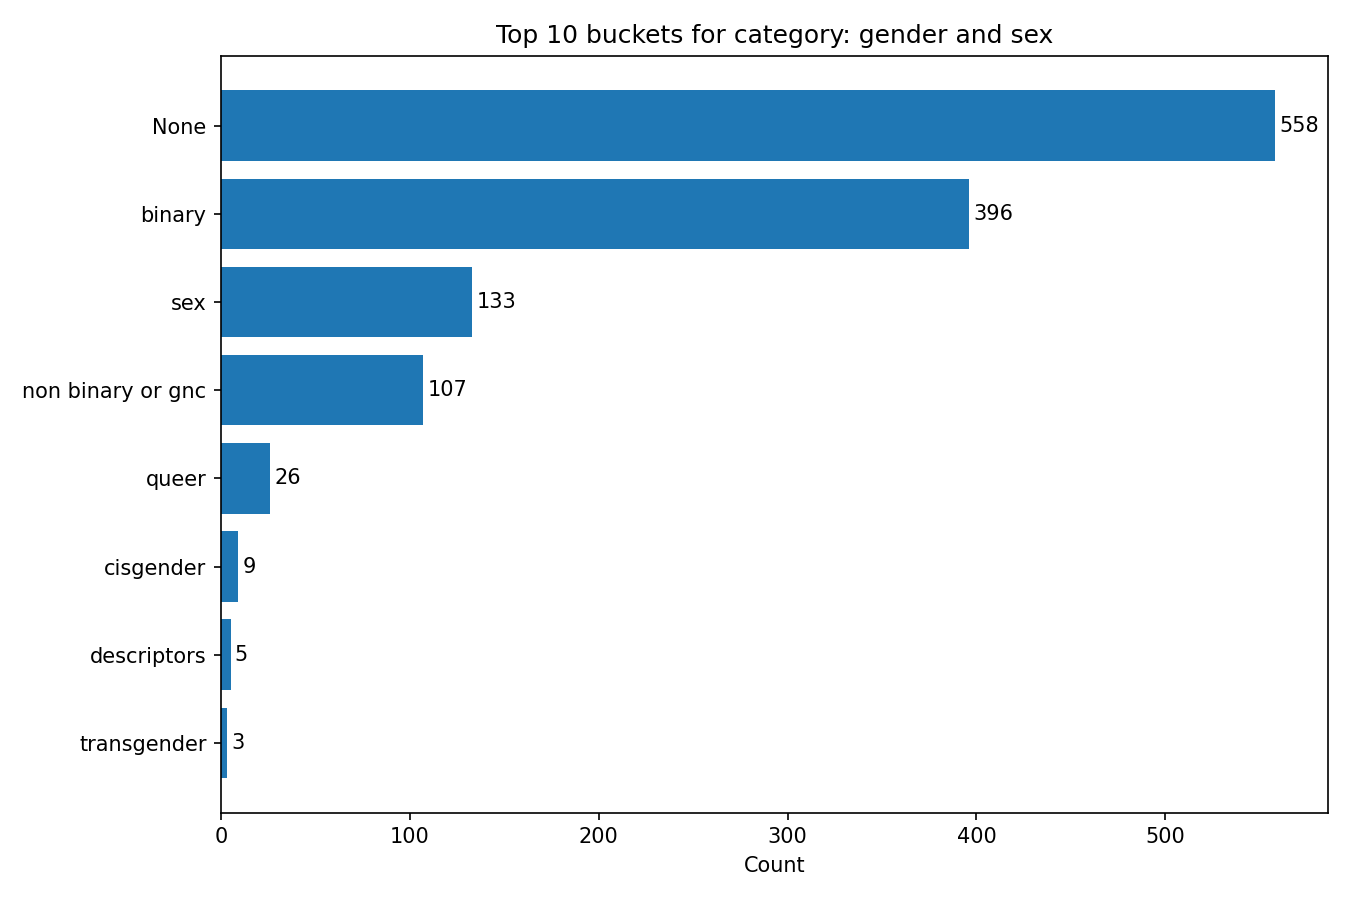 Top 10 buckets for category: gender and sex
None
558
binary
396
sex
133
non binary or gnc
107
queer
26
cisgender
9
descriptors
5
transgender
3
0 100 200 300 400 500
Count